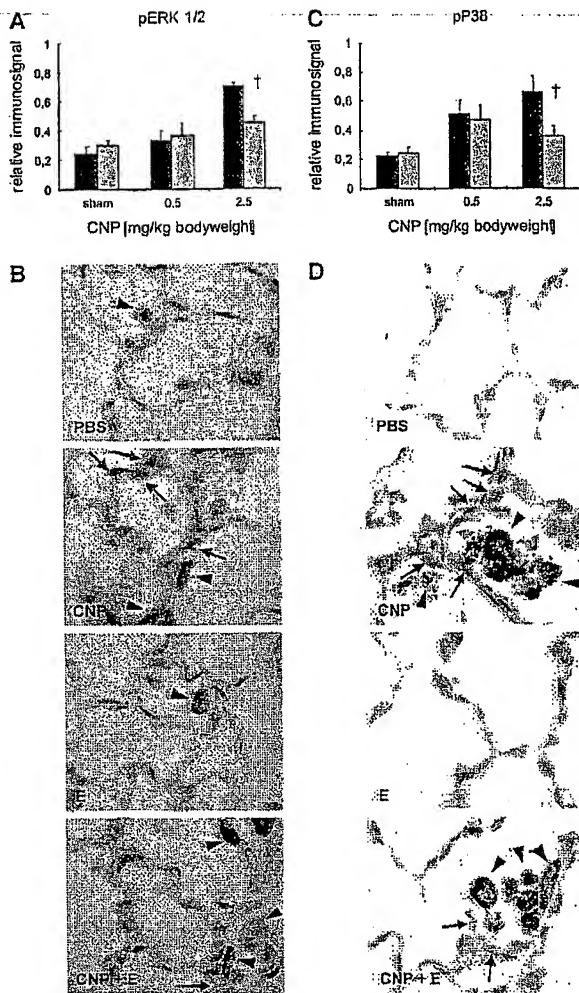 A
pERK 1/2
relative immunosignal
1
0,8
0,6
0,4
0,2
†
sham
0.5
2.5
CNP [mg/kg bodyweight]
C
pP38
relative immunosignal
1
0,8
0,6
0,4
0,2
†
sham
0.5
2.5
CNP [mg/kg bodyweight]
B
PBS
CNP
E
CNP+E
D
PBS
CNP
E
CNP+E